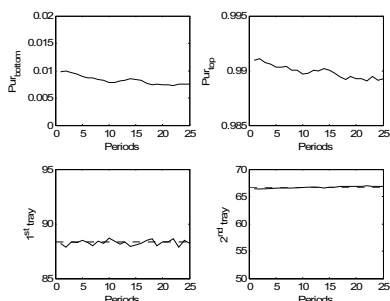 0.02
0.015
0.01
0.005
0
0 5 10 15 20 25
Periods
Pur_bottom
0.995
0.99
0.985
0 5 10 15 20 25
Periods
Pur_top
95
90
85
0 5 10 15 20 25
Periods
1st tray
70
65
60
55
50
0 5 10 15 20 25
Periods
2nd tray